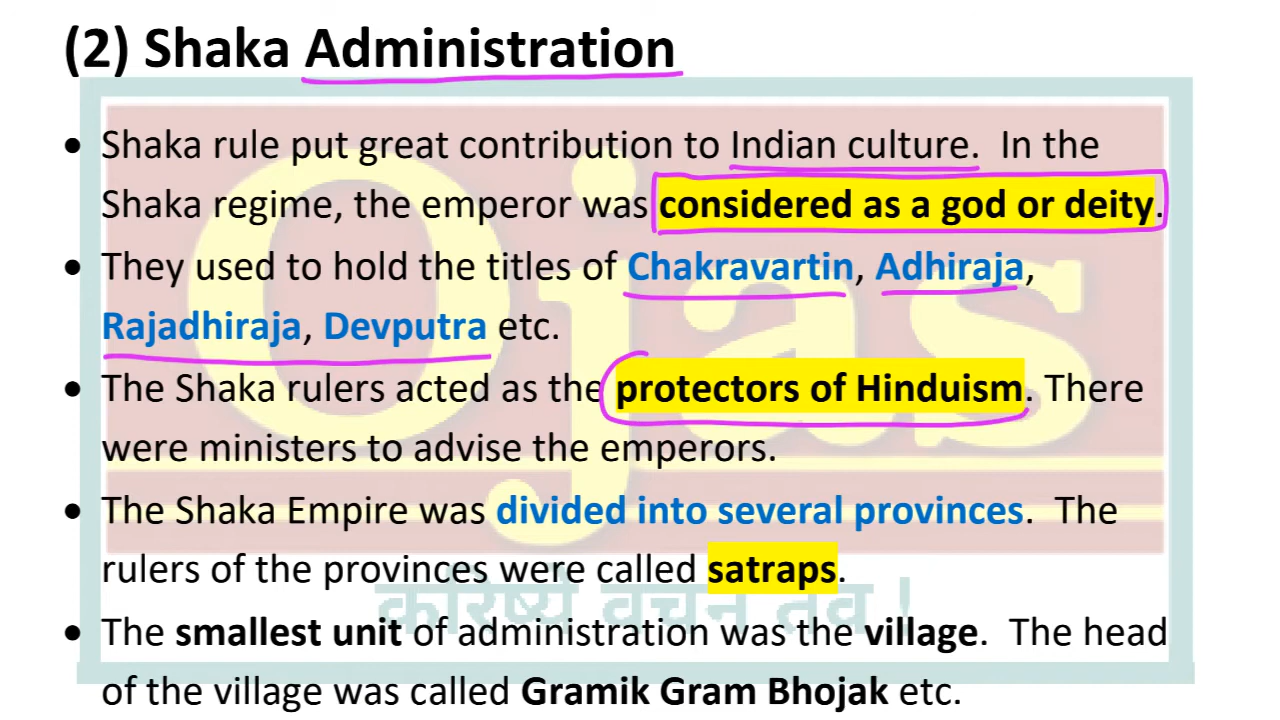 (2) Shaka Administration
• Shaka rule put great contribution to Indian culture. In the
Shaka regime, the emperor was considered as a god or deity.
• They used to hold the titles of Chakravartin, Adhiraja,
Rajadhiraja, Devputra etc.
• The Shaka rulers acted as the protectors of Hinduism. There
were ministers to advise the emperors.
• The Shaka Empire was divided into several provinces. The
rulers of the provinces were called satraps.
• The smallest unit of administration was the village. The head
of the village was called Gramik Gram Bhojak etc.
Ojas
करिष्ये वचनं तव !